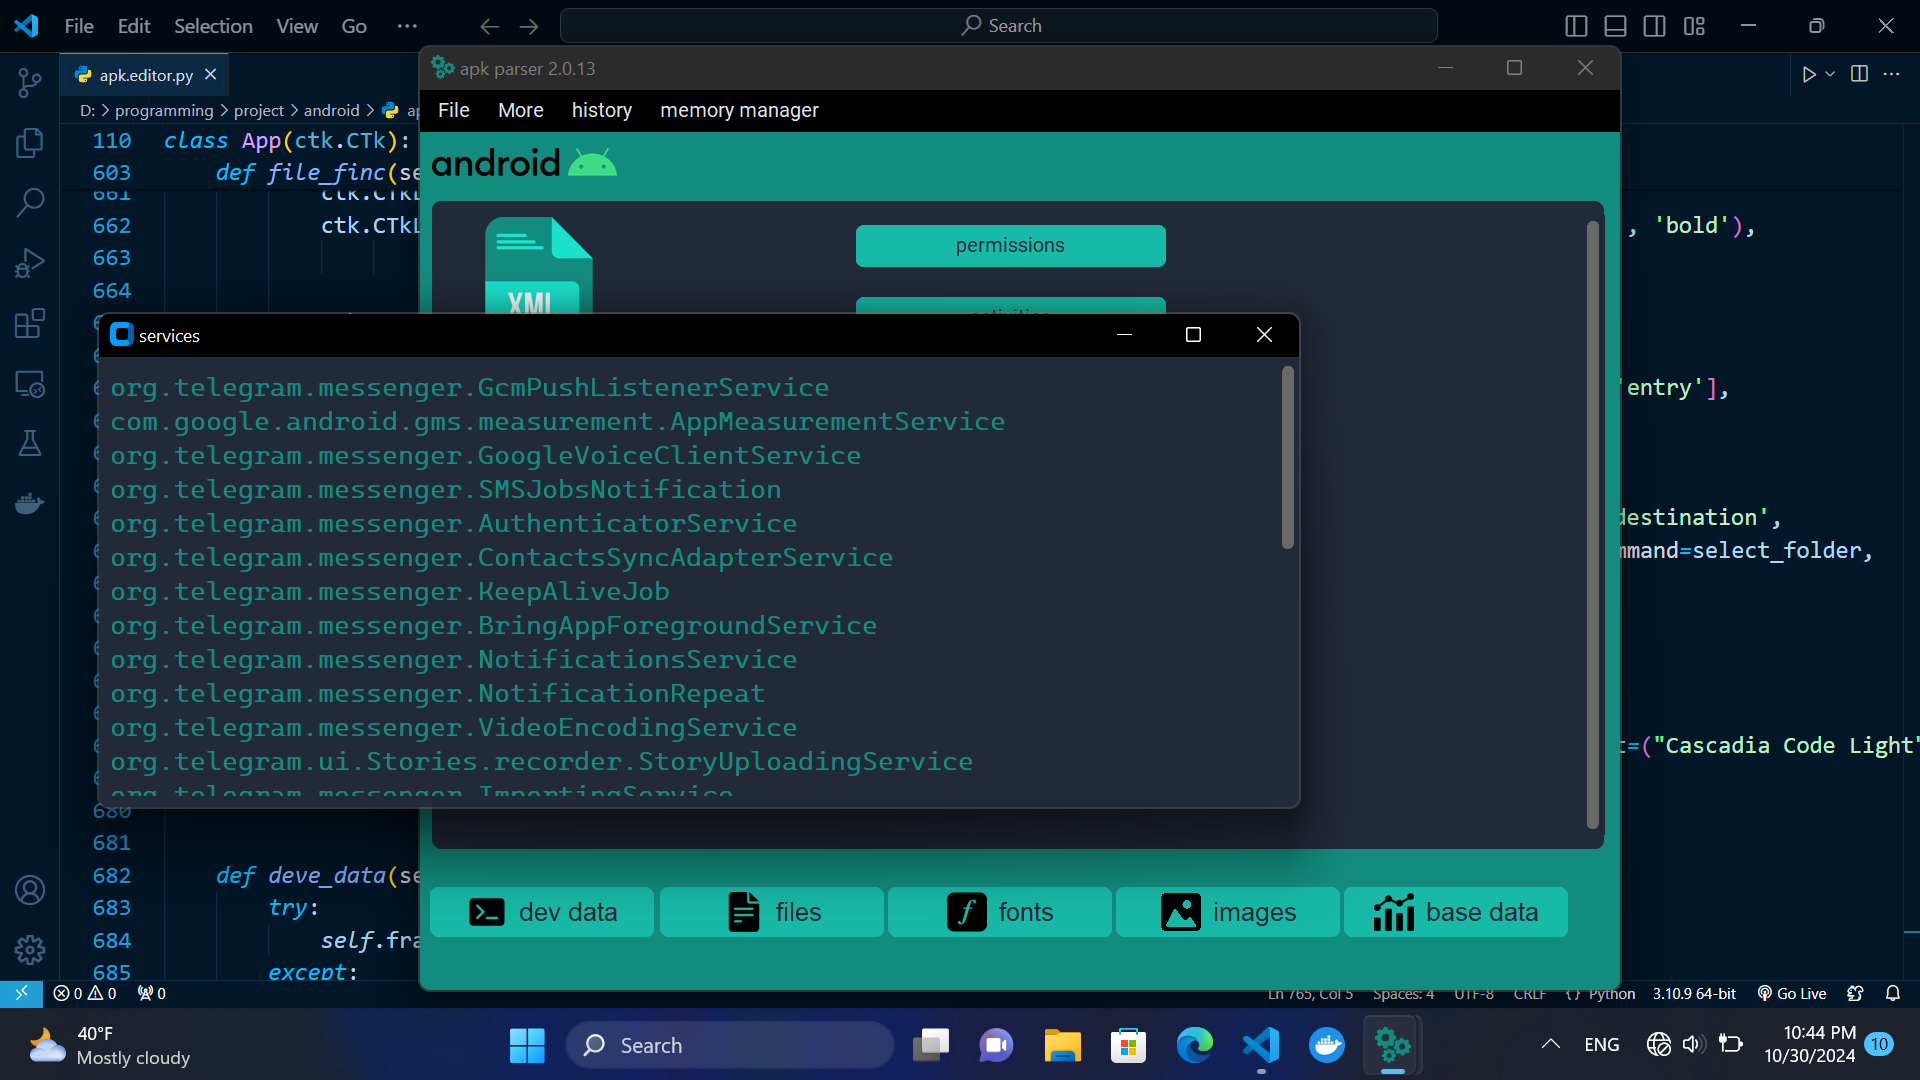 File Edit Selection View Go ··· Search
apk.editor.py
D: > programming > project > android >
110 class App(ctk.CTk):
603 def file_finc(
661
662 ctk.CTk
663
664
, 'bold'),
'entry'],
destination',
command=select_folder,
=("Cascadia Code Light"
680
681
682 def deve_data(
683 try:
684 self.
685 except:
apk parser 2.0.13
File More history memory manager
android
XML
permissions
activities
services
org.telegram.messenger.GcmPushListenerService
com.google.android.gms.measurement.AppMeasurementService
org.telegram.messenger.GoogleVoiceClientService
org.telegram.messenger.SMSJobsNotification
org.telegram.messenger.AuthenticatorService
org.telegram.messenger.ContactsSyncAdapterService
org.telegram.messenger.KeepAliveJob
org.telegram.messenger.BringAppForegroundService
org.telegram.messenger.NotificationsService
org.telegram.messenger.NotificationRepeat
org.telegram.messenger.VideoEncodingService
org.telegram.ui.Stories.recorder.StoryUploadingService
org.telegram.messenger.ImportingService
dev data files fonts images base data
0 0 0 Ln 765, Col 5 Spaces: 4 UTF-8 CRLF {} Python 3.10.9 64-bit Go Live
40°F
Mostly cloudy
Search
ENG
10:44 PM
10/30/2024
10